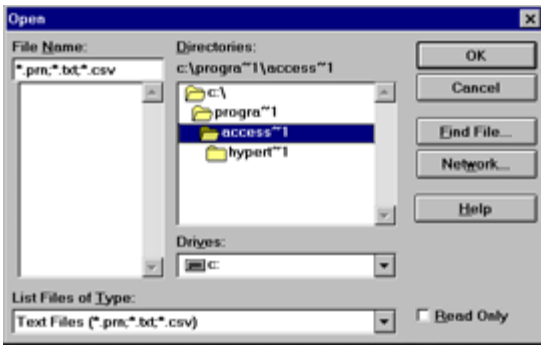 Open
File Name:
*.prn;*.txt;*.csv
Directories:
c:\progra~1\access~1
c:\
progra~1
access~1
hypert~1
Drives:
c:
List Files of Type:
Text Files (*.prn;*.txt;*.csv)
OK
Cancel
Find File...
Network...
Help
Read Only